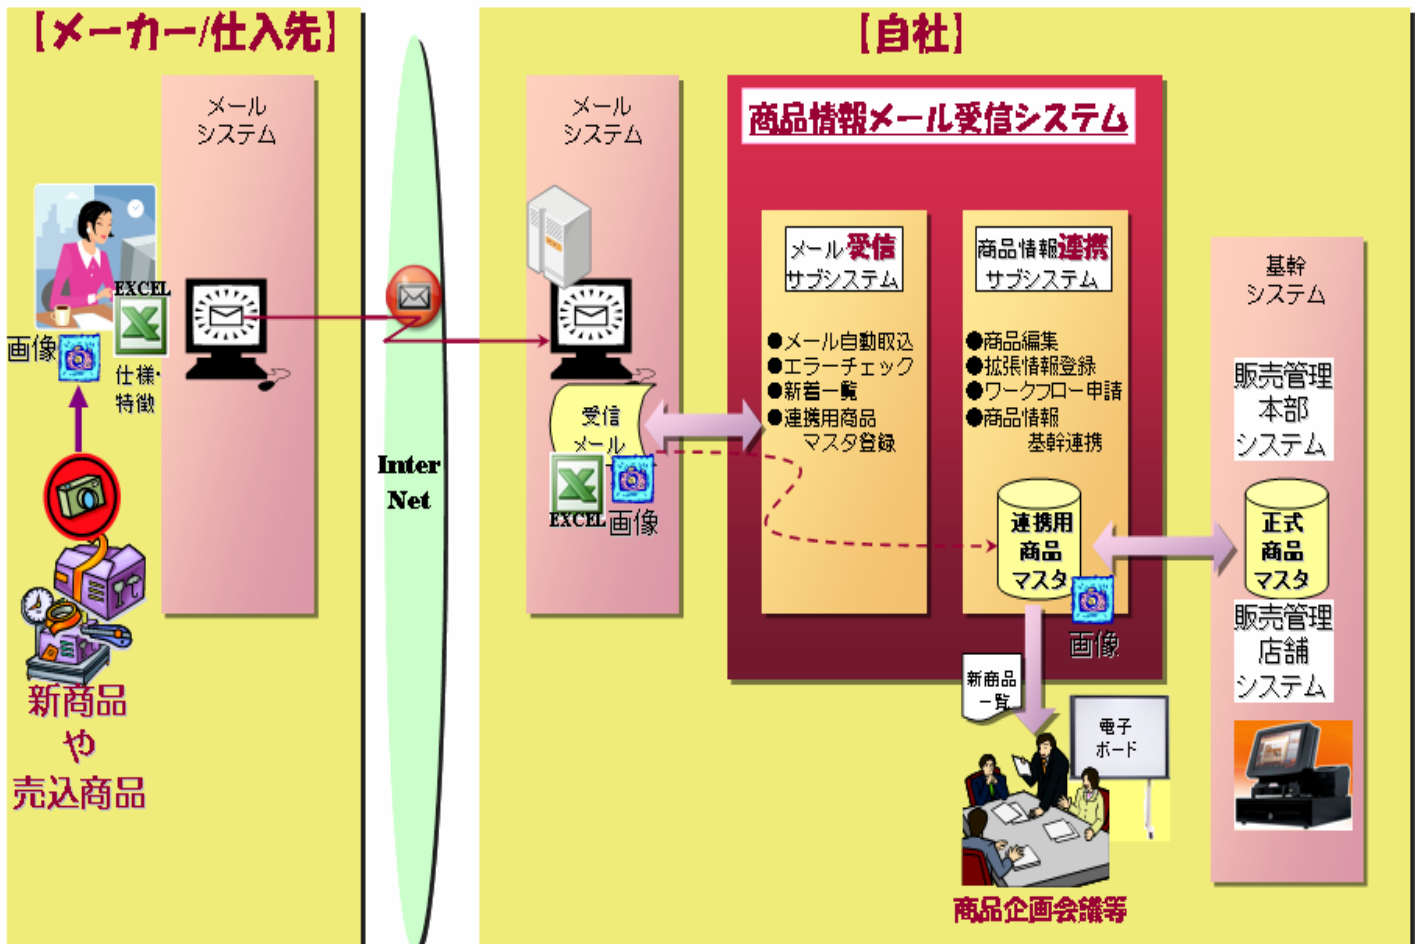 【メーカー/仕入先】
メール
システム
EXCEL
画像
仕様・
特徴
新商品
や
売込商品
Inter
Net
【自社】
メール
システム
受信
メール
EXCEL
画像
商品情報メール受信システム
メール受信
サブシステム
●メール自動取込
●エラーチェック
●新着一覧
●連携用商品
マスタ登録
商品情報連携
サブシステム
●商品編集
●拡張情報登録
●ワークフロー申請
●商品情報
基幹連携
連携用
商品
マスタ
画像
新商品
一覧
電子
ボード
商品企画会議等
基幹
システム
販売管理
本部
システム
正式
商品
マスタ
販売管理
店舗
システム